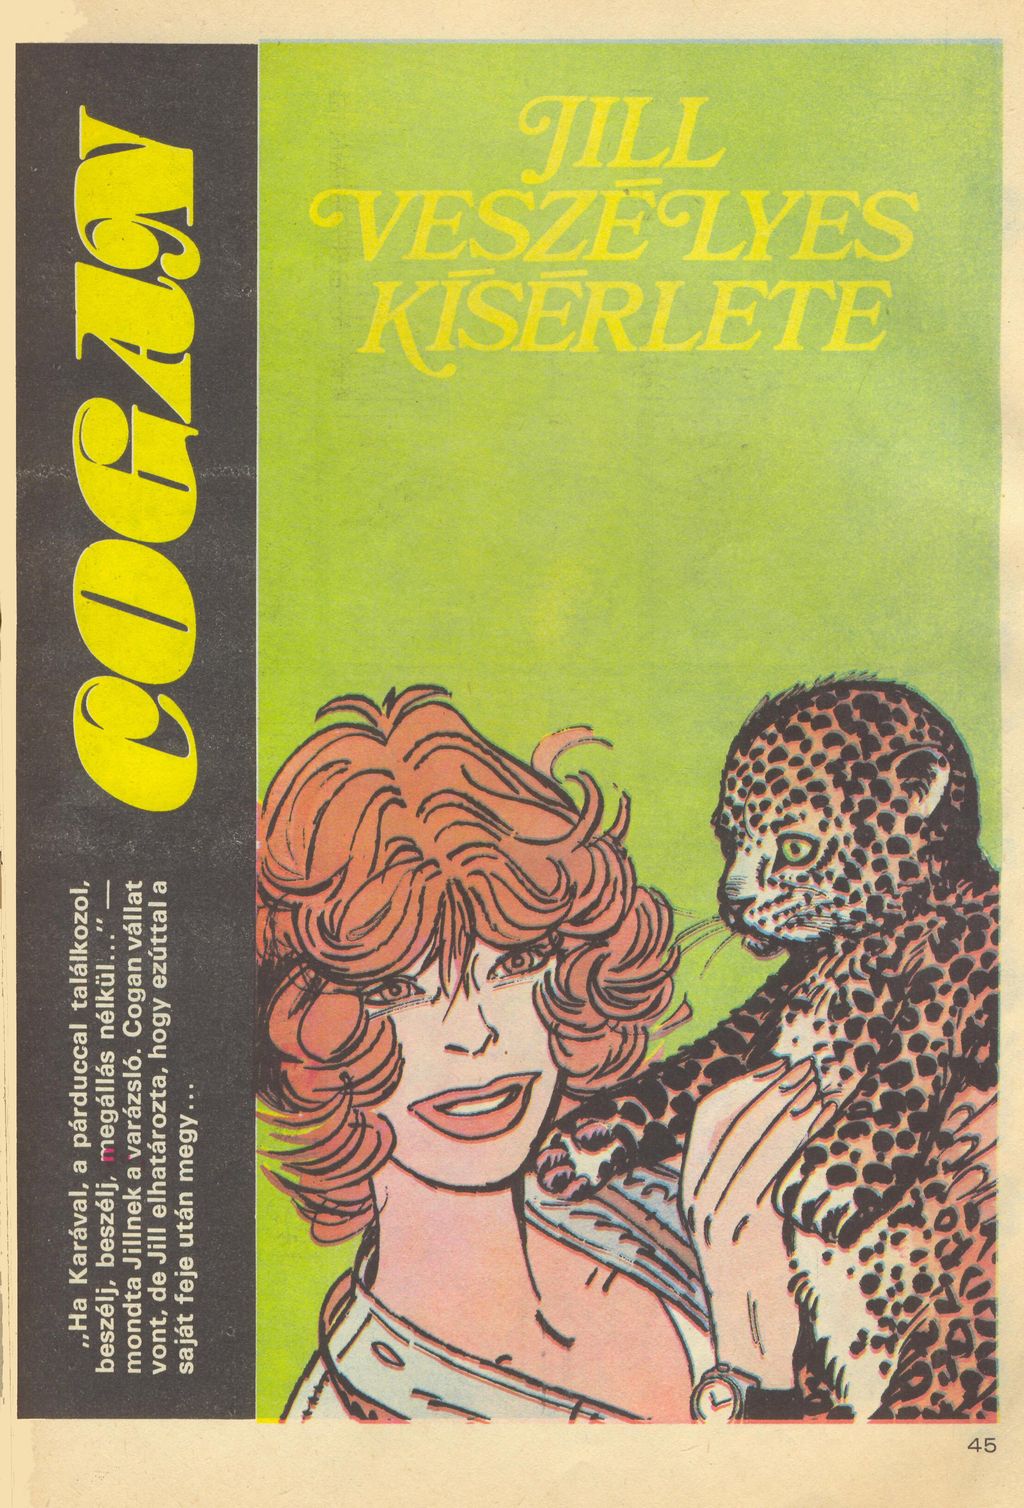 COGAN
„Ha Karával, a párduccal találkozol,
beszélj, beszélj, megállás nélkül...” —
mondta Jillnek a varázsló. Cogan vállat
vont, de Jill elhatározta, hogy ezúttal a
saját feje után megy...
JILL
VESZÉLYES
KÍSÉRLETE
45